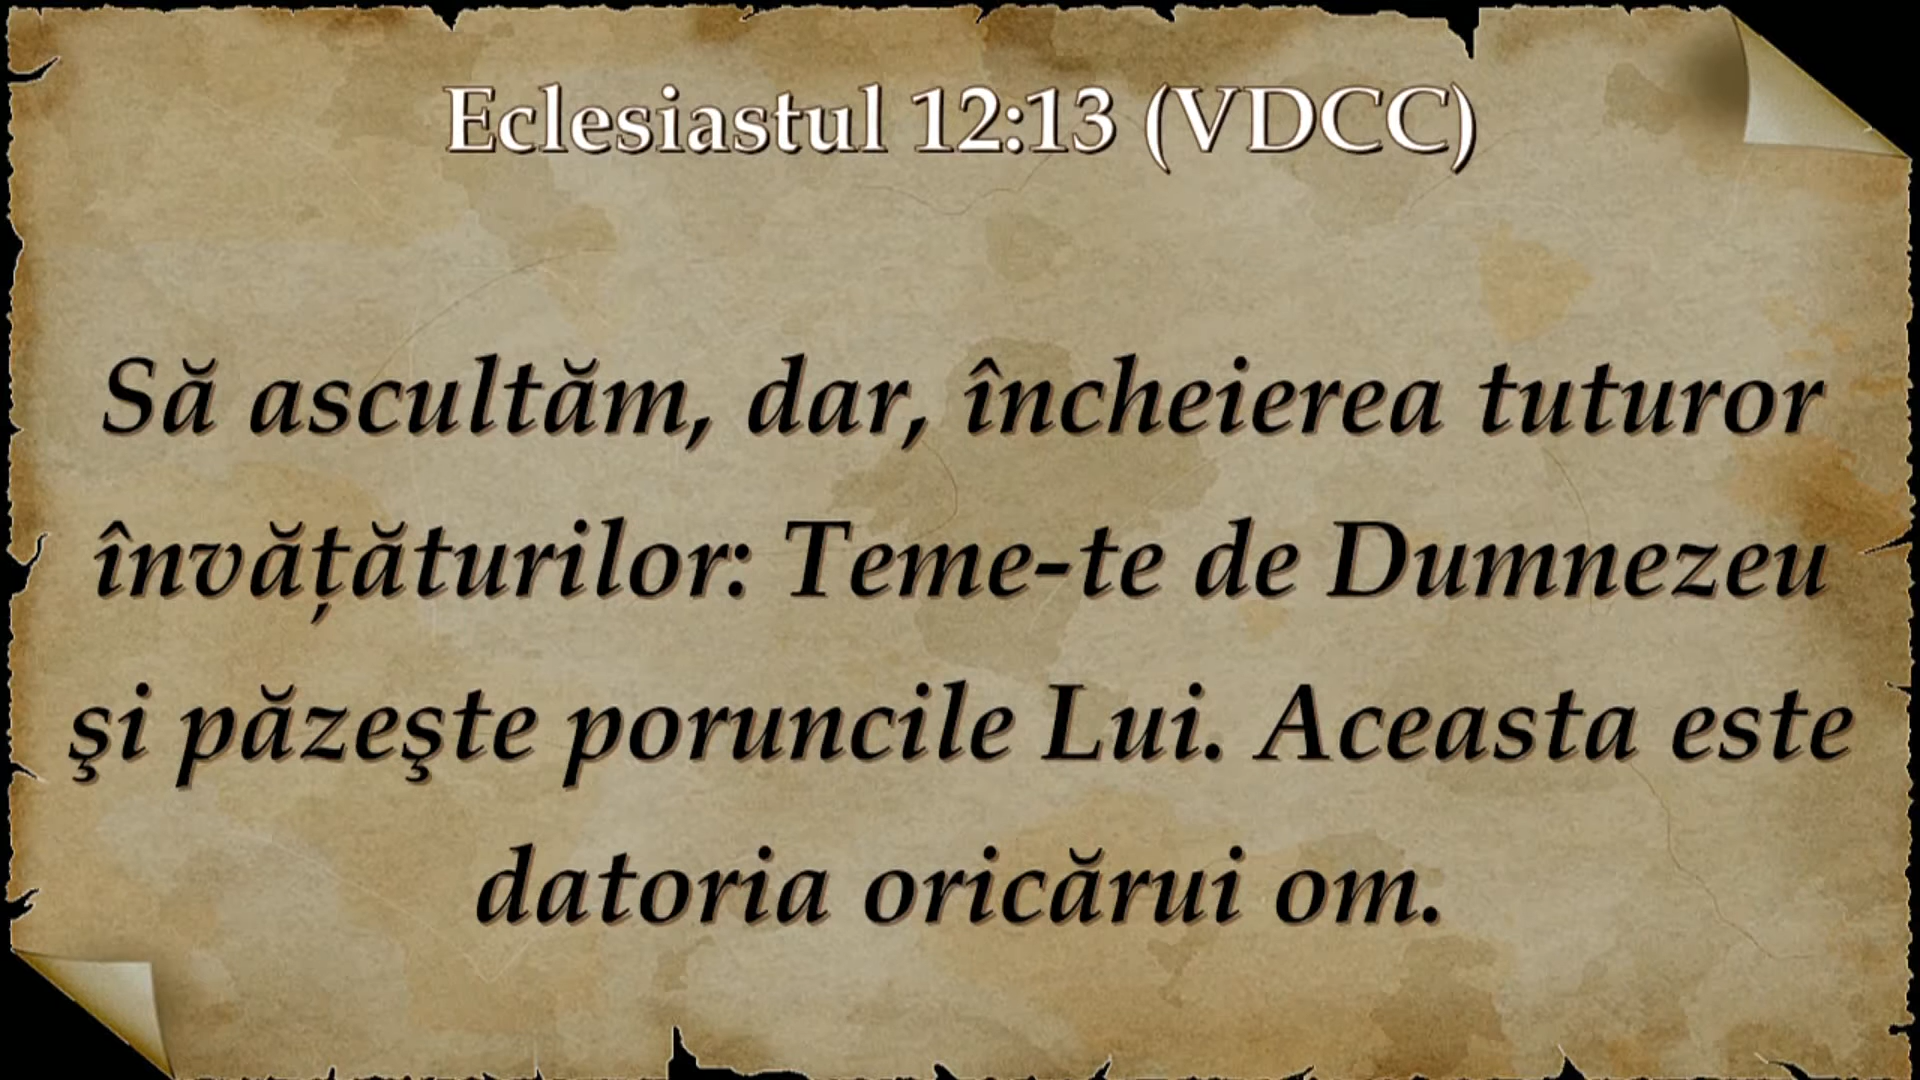 Eclesiastul 12:13 (VDCC)
Să ascultăm, dar, încheierea tuturor
învăţăturilor: Teme-te de Dumnezeu
şi păzeşte poruncile Lui. Aceasta este
datoria oricărui om.